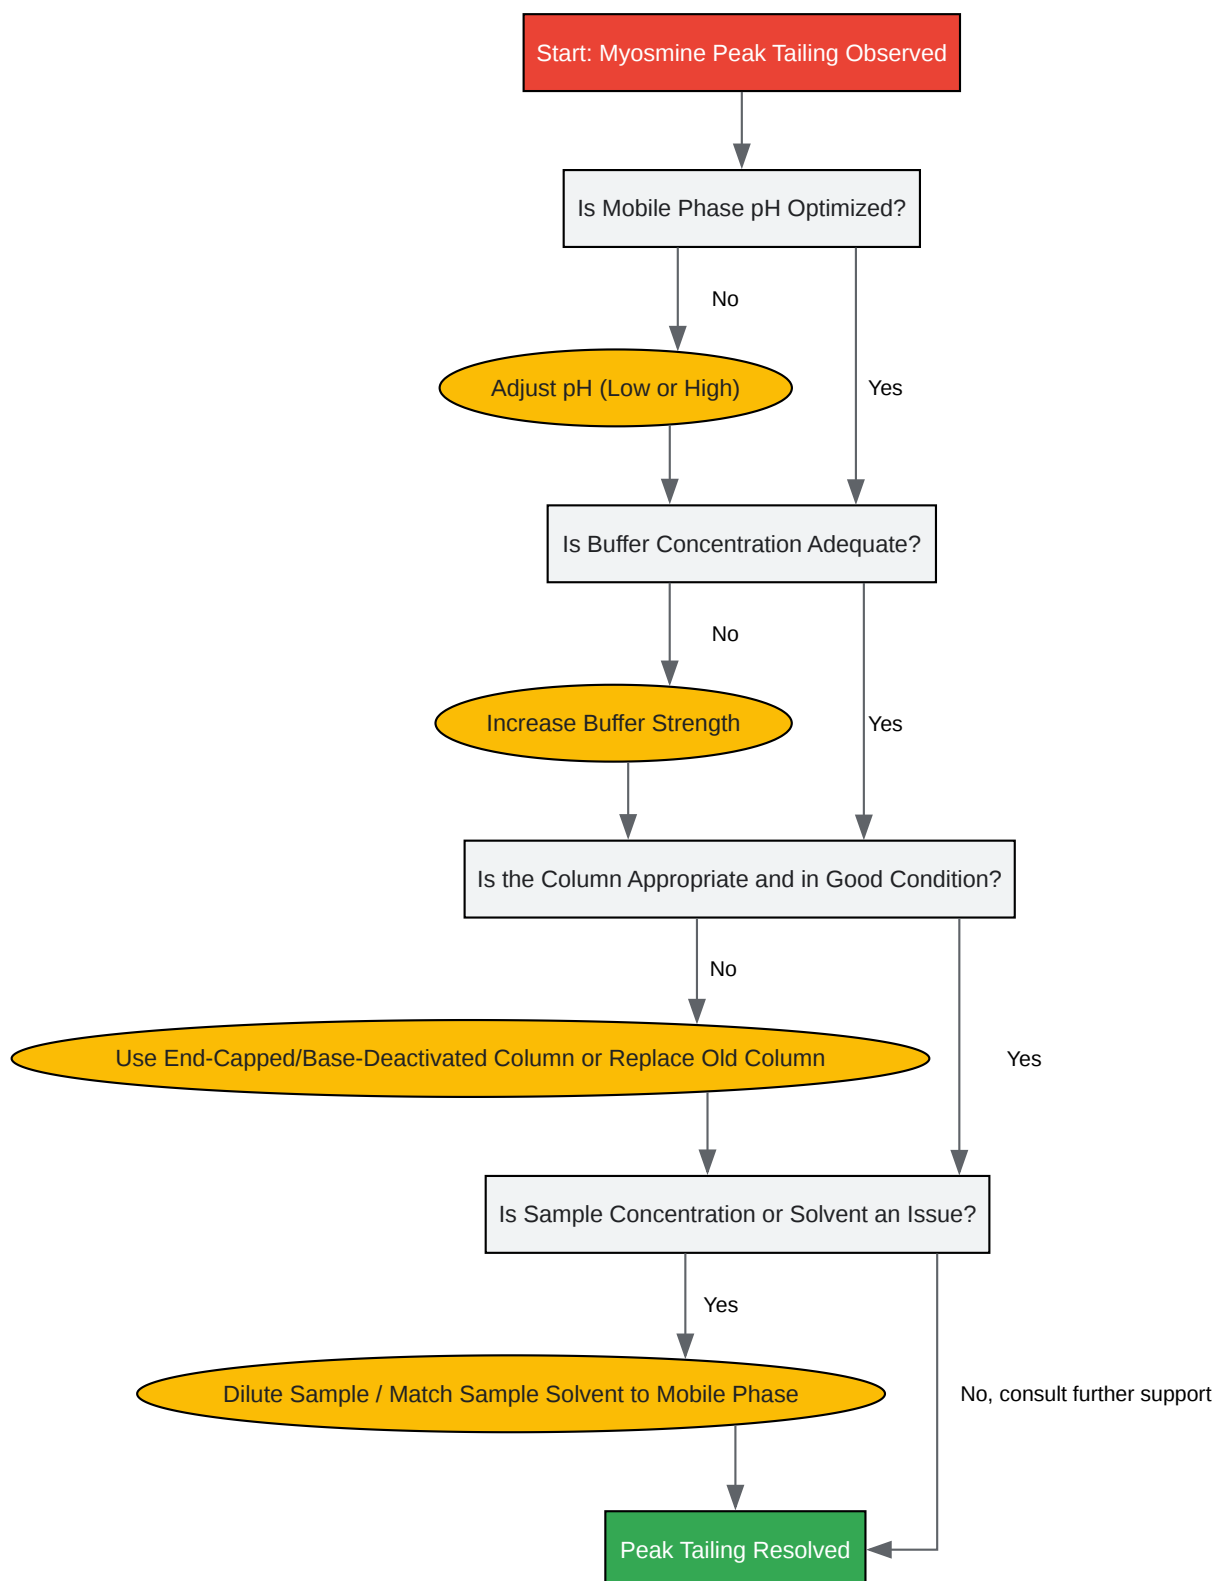 Start: Myosmine Peak Tailing Observed
Is Mobile Phase pH Optimized?
No
Adjust pH (Low or High)
Yes
Is Buffer Concentration Adequate?
No
Increase Buffer Strength
Yes
Is the Column Appropriate and in Good Condition?
No
Use End-Capped/Base-Deactivated Column or Replace Old Column
Yes
Is Sample Concentration or Solvent an Issue?
Yes
Dilute Sample / Match Sample Solvent to Mobile Phase
No, consult further support
Peak Tailing Resolved